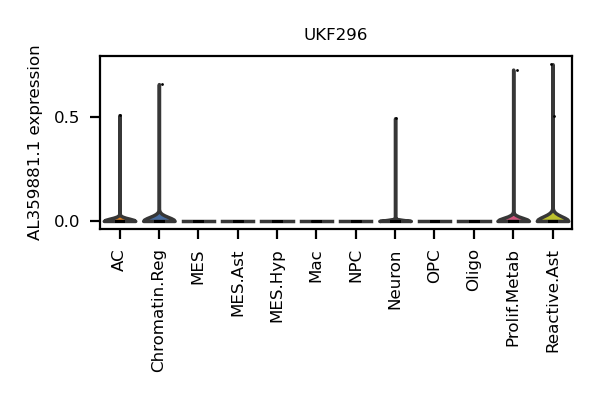 UKF296
AL359881.1 expression
0.5
0.0
AC
Chromatin.Reg
MES
MES.Ast
MES.Hyp
Mac
NPC
Neuron
OPC
Oligo
Prolif.Metab
Reactive.Ast